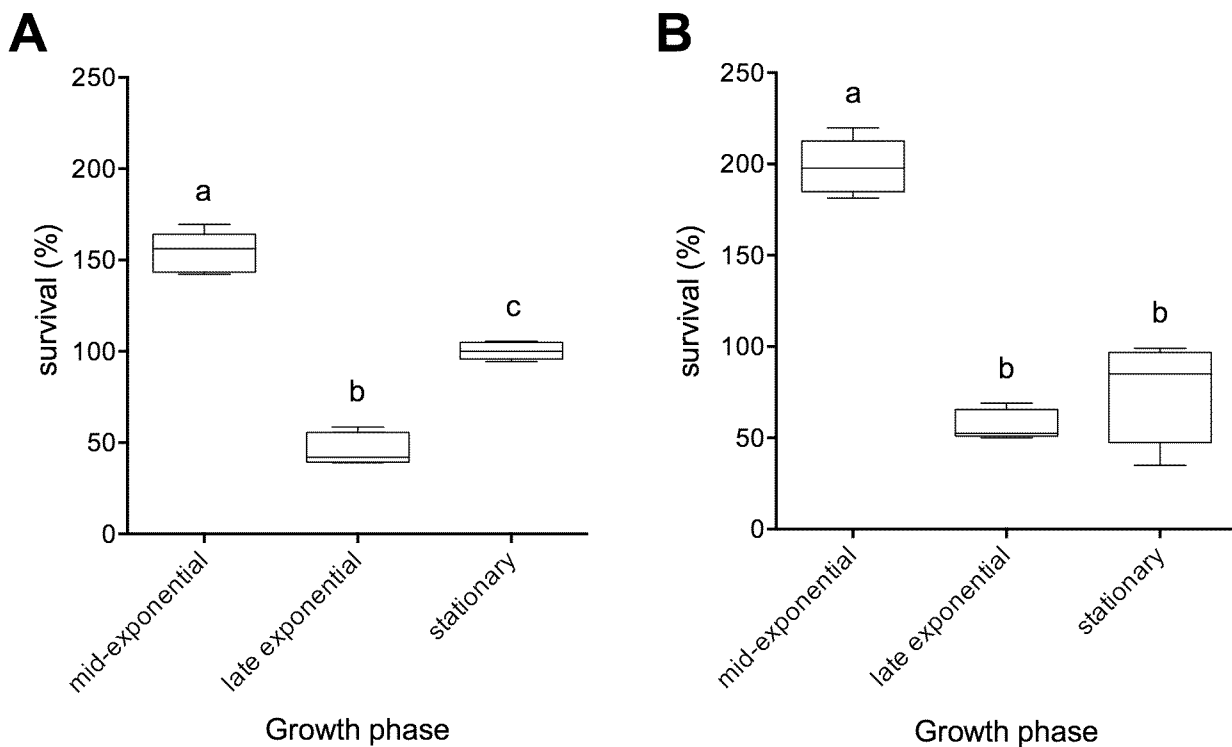 A
survival (%)
250
200
150
100
50
0
a
b
c
mid-exponential
late exponential
stationary
Growth phase
B
survival (%)
250
200
150
100
50
0
a
b
b
mid-exponential
late exponential
stationary
Growth phase